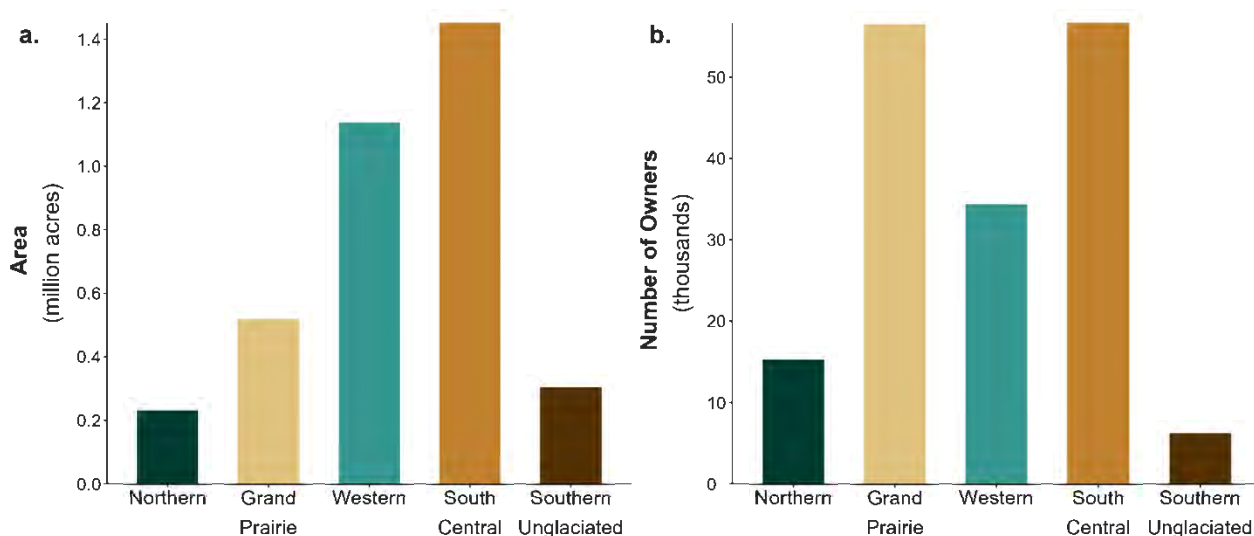 a.
Area
(million acres)
1.4
1.2
1.0
0.8
0.6
0.4
0.2
0.0
Northern Grand Western South Southern
Prairie Central Unglaciated
b.
Number of Owners
(thousands)
50
40
30
20
10
0
Northern Grand Western South Southern
Prairie Central Unglaciated